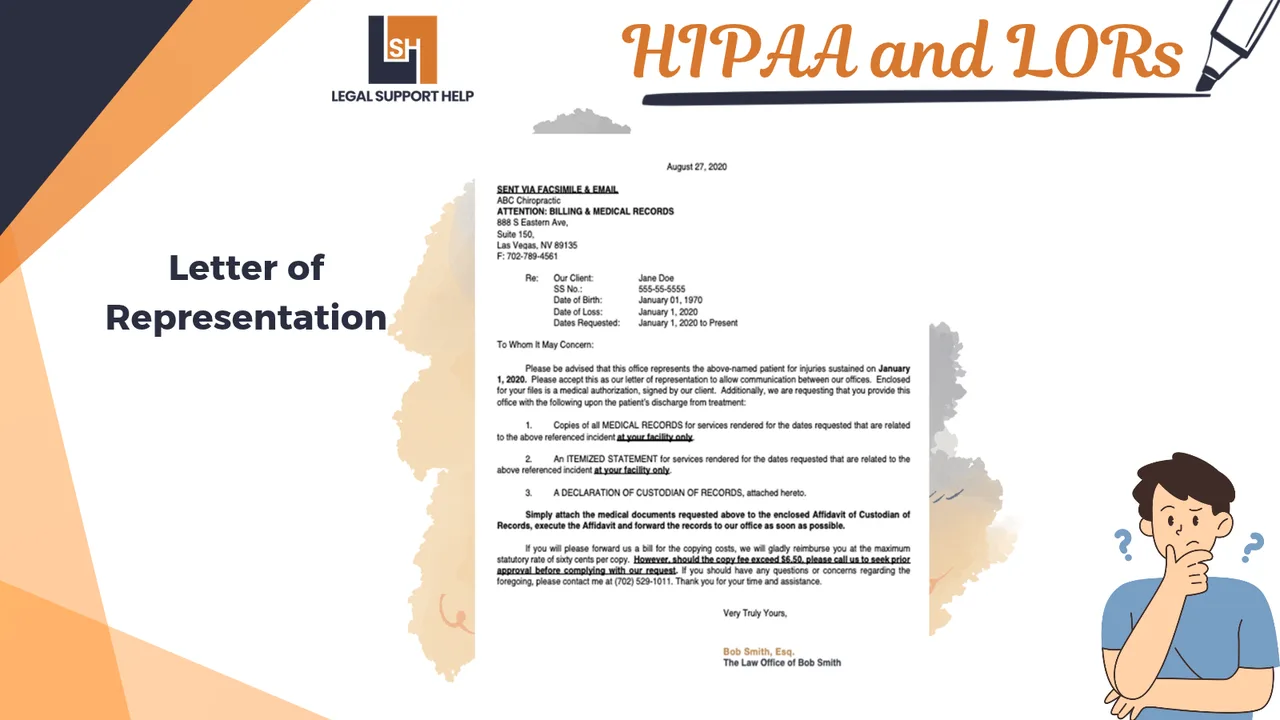 LSH
LEGAL SUPPORT HELP
HIPAA and LORs
Letter of
Representation
August 27, 2020
SENT VIA FACSIMILE & EMAIL
ABC Chiropractic
ATTENTION: BILLING & MEDICAL RECORDS
888 S Eastern Ave,
Suite 150,
Las Vegas, NV 89135
F: 702-789-4561
Re: Our Client: Jane Doe
SS No.: 555-55-5555
Date of Birth: January 01, 1970
Date of Loss: January 1, 2020
Dates Requested: January 1, 2020 to Present
To Whom It May Concern:
Please be advised that this office represents the above-named patient for injuries sustained on January
1, 2020. Please accept this as our letter of representation to allow communication between our offices. Enclosed
for your files is a medical authorization, signed by our client. Additionally, we are requesting that you provide this
office with the following upon the patient's discharge from treatment:
1. Copies of all MEDICAL RECORDS for services rendered for the dates requested that are related
to the above referenced incident at your facility only.
2. An ITEMIZED STATEMENT for services rendered for the dates requested that are related to the
above referenced incident at your facility only.
3. A DECLARATION OF CUSTODIAN OF RECORDS, attached hereto.
Simply attach the medical documents requested above to the enclosed Affidavit of Custodian of
Records, execute the Affidavit and forward the records to our office as soon as possible.
If you will please forward us a bill for the copying costs, we will gladly reimburse you at the maximum
statutory rate of sixty cents per copy. However, should the copy fee exceed $6.50, please call us to seek prior
approval before complying with our request. If you should have any questions or concerns regarding the
foregoing, please contact me at (702) 529-1011. Thank you for your time and assistance.
Very Truly Yours,
Bob Smith, Esq.
The Law Office of Bob Smith
? ?